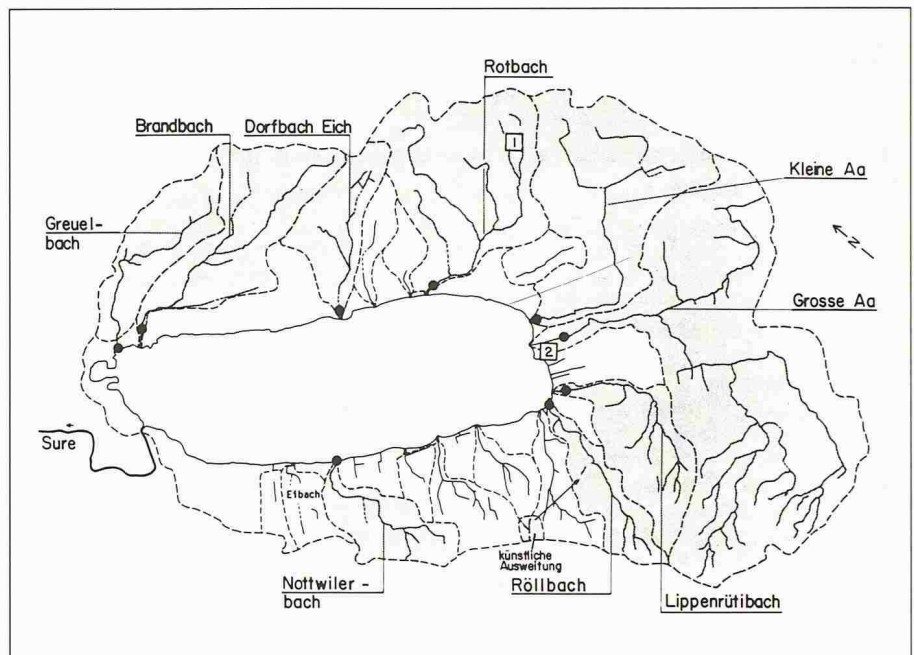 Rotbach
Brandbach
Dorfbach Eich
1
Kleine Aa
Greuel-
bach
N
Grosse Aa
2
Sure
Eibach
künstliche
Ausweitung
Nottwiler-
bach
Röllbach
Lippenrütibach